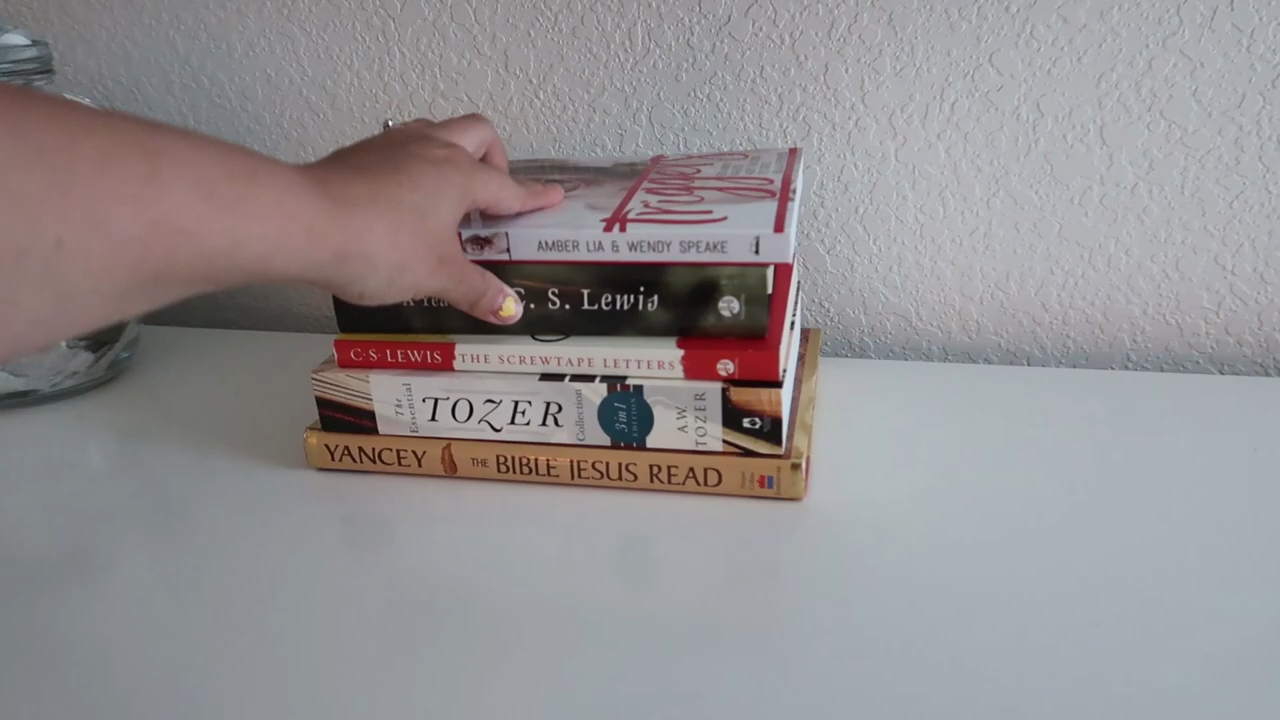 Triggers
AMBER LIA & WENDY SPEAKE
C. S. Lewis
C·S·LEWIS THE SCREWTAPE LETTERS
The Essential TOZER Collection 3 in 1 EDITION A.W. TOZER
YANCEY THE BIBLE JESUS READ